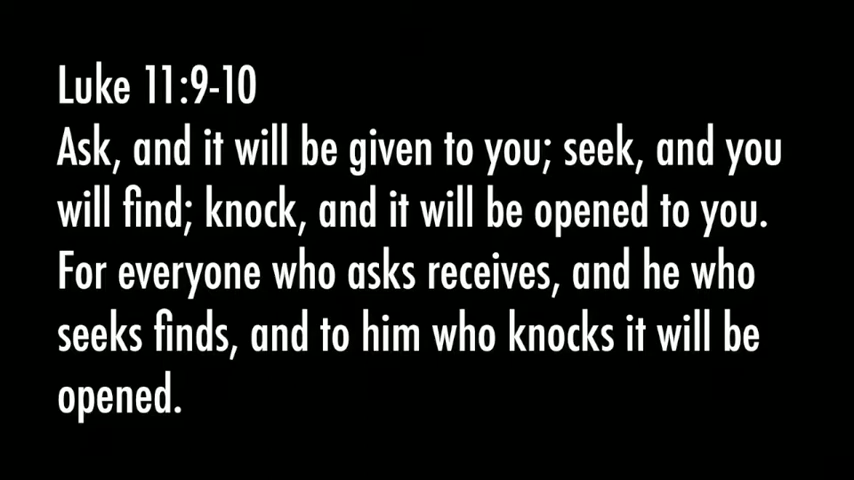 Luke 11:9-10
Ask, and it will be given to you; seek, and you
will find; knock, and it will be opened to you.
For everyone who asks receives, and he who
seeks finds, and to him who knocks it will be
opened.